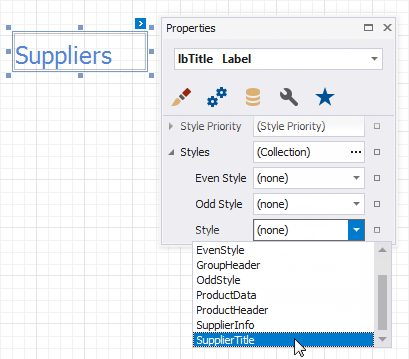 Suppliers
Properties
lbTitle Label
Style Priority (Style Priority)
Styles (Collection) ...
Even Style (none)
Odd Style (none)
Style (none)
EvenStyle
GroupHeader
OddStyle
ProductData
ProductHeader
SupplierInfo
SupplierTitle